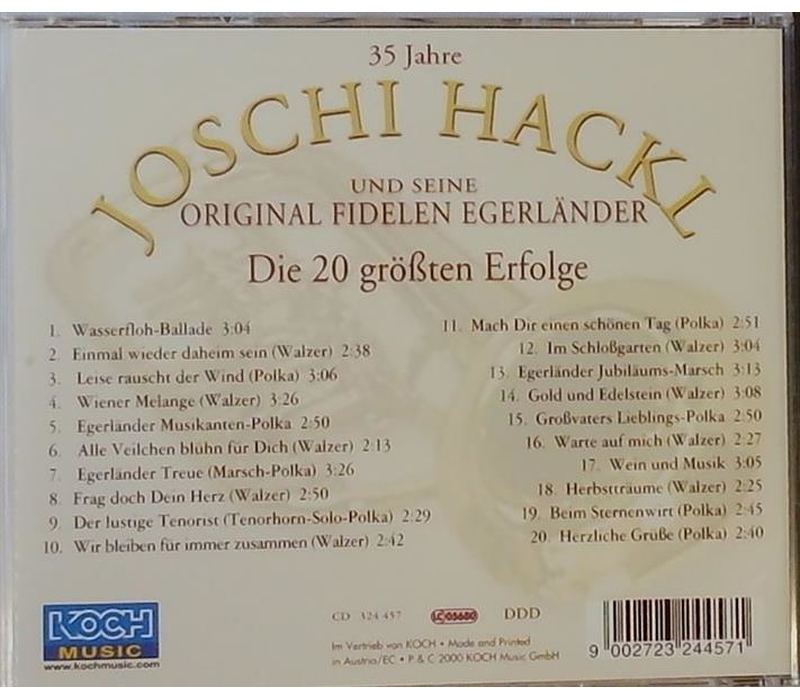 35 Jahre
JOSCHI HACKL
UND SEINE
ORIGINAL FIDELEN EGERLÄNDER
Die 20 größten Erfolge
1. Wasserfloh-Ballade 3:04
2. Einmal wieder daheim sein (Walzer) 2:38
3. Leise rauscht der Wind (Polka) 3:06
4. Wiener Melange (Walzer) 3:26
5. Egerländer Musikanten-Polka 2:50
6. Alle Veilchen blühn für Dich (Walzer) 2:13
7. Egerländer Treue (Marsch-Polka) 3:26
8. Frag doch Dein Herz (Walzer) 2:50
9. Der lustige Tenorist (Tenorhorn-Solo-Polka) 2:29
10. Wir bleiben für immer zusammen (Walzer) 2:42
11. Mach Dir einen schönen Tag (Polka) 2:51
12. Im Schloßgarten (Walzer) 3:04
13. Egerländer Jubiläums-Marsch 3:13
14. Gold und Edelstein (Walzer) 3:08
15. Großvaters Lieblings-Polka 2:50
16. Warte auf mich (Walzer) 2:27
17. Wein und Musik 3:05
18. Herbstträume (Walzer) 2:25
19. Beim Sternenwirt (Polka) 2:45
20. Herzliche Grüße (Polka) 2:40
KOCH
MUSIC
www.kochmusic.com
CD 324 457
LC 05680
DDD
Im Vertrieb von KOCH • Made and Printed
in Austria/EC • P & C 2000 KOCH Music GmbH
9 002723 244571